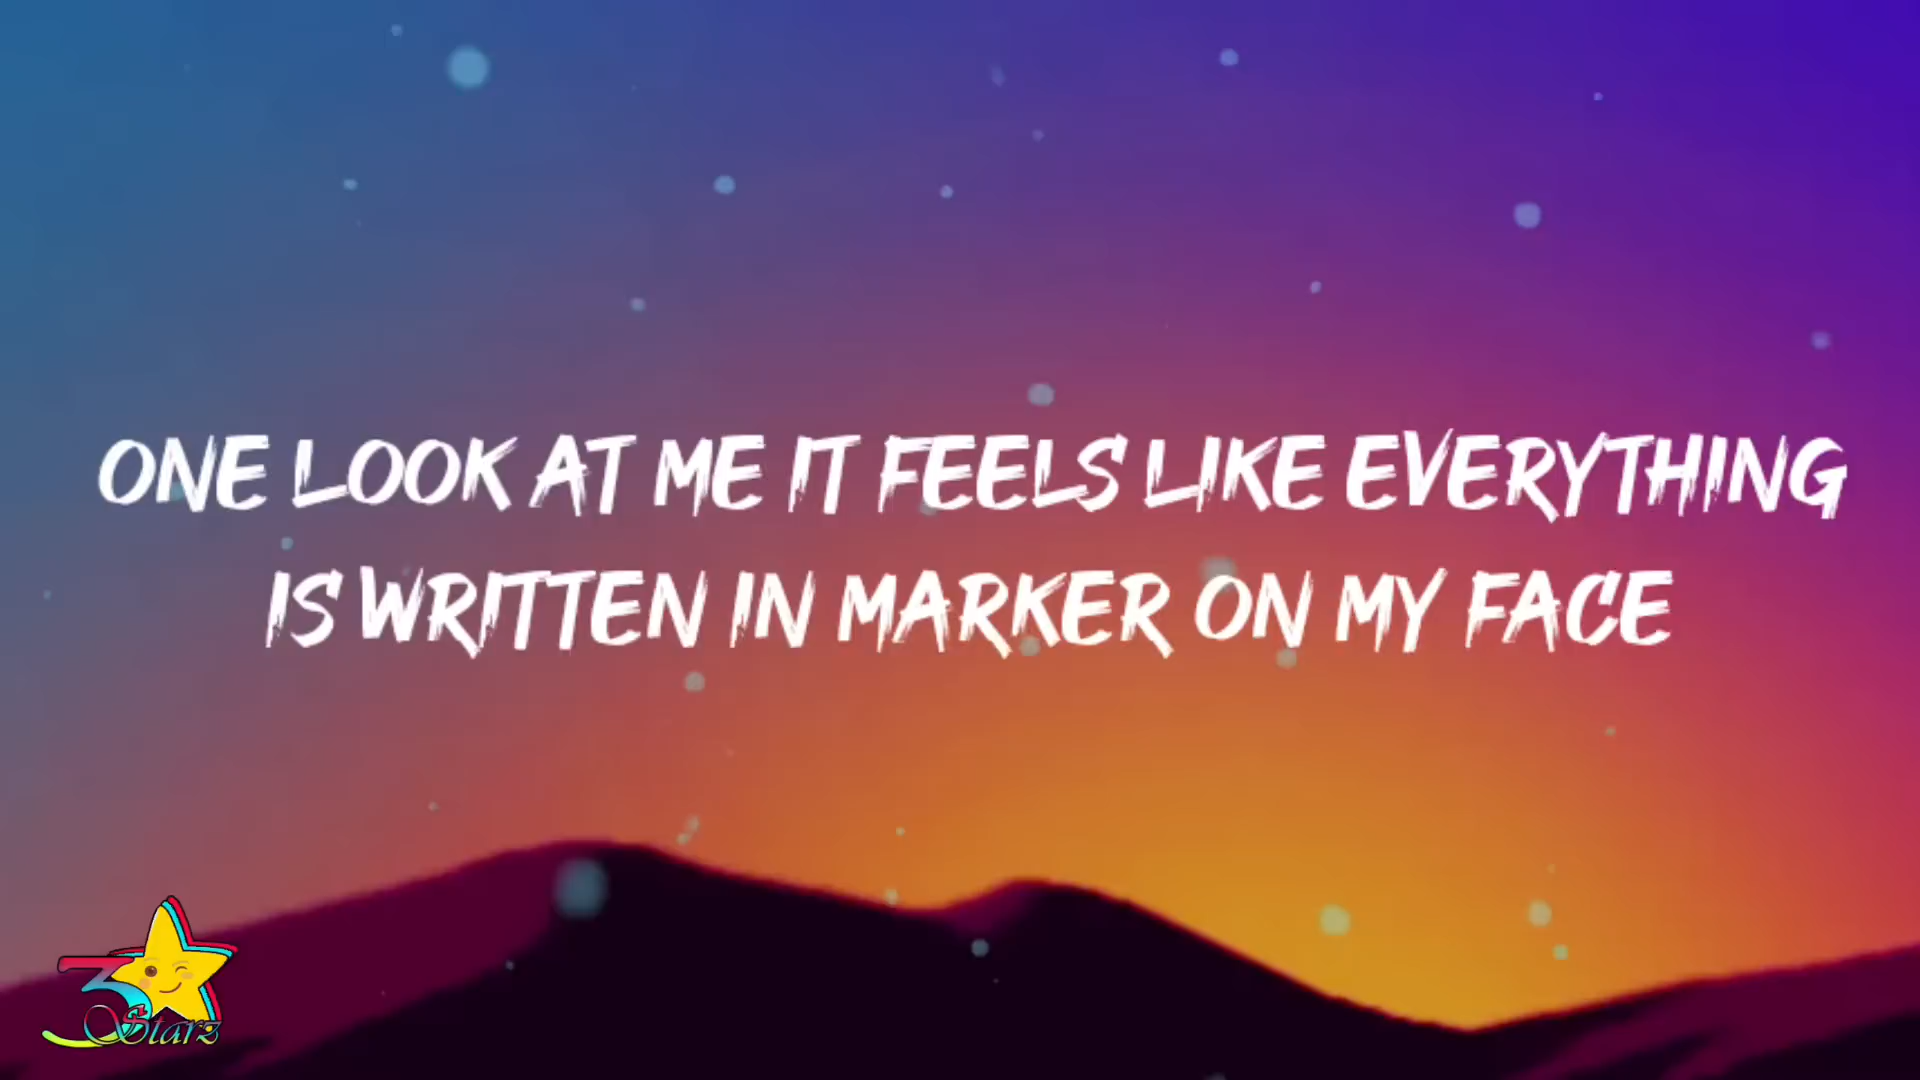 ONE LOOK AT ME IT FEELS LIKE EVERYTHING
IS WRITTEN IN MARKER ON MY FACE
3 Starz